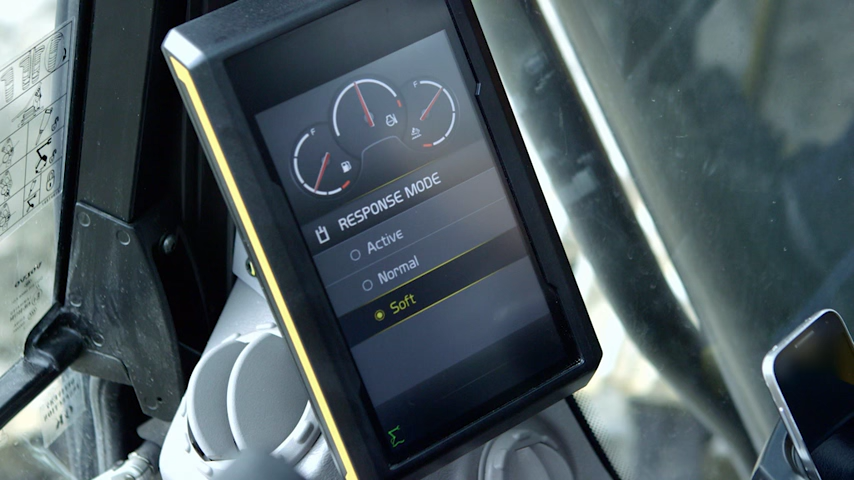 F
F
RESPONSE MODE
Active
Normal
Soft